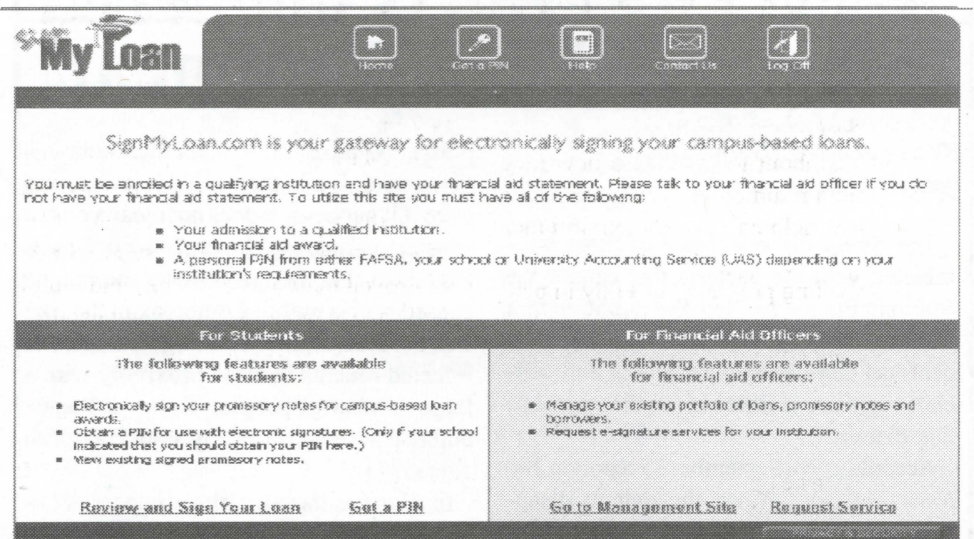 Sign
My Loan
Home
Get a PIN
Help
Contact Us
Log Off
SignMyLoan.com is your gateway for electronically signing your campus-based loans.
You must be enrolled in a qualifying institution and have your financial aid statement. Please talk to your financial aid officer if you do
not have your financial aid statement. To utilize this site you must have all of the following:
Your admission to a qualified institution.
Your financial aid award.
A personal PIN from either FAFSA, your school or University Accounting Service (UAS) depending on your
institution's requirements.
For Students
The following features are available
for students:
Electronically sign your promissory notes for campus-based loan
awards.
Obtain a PIN for use with electronic signatures. (Only if your school
indicated that you should obtain your PIN here.)
View existing signed promissory notes.
Review and Sign Your Loan
Get a PIN
For Financial Aid Officers
The following features are available
for financial aid officers:
Manage your existing portfolio of loans, promissory notes and
borrowers.
Request e-signature services for your institution.
Go to Management Site
Request Service
PRIVACY & SECURITY